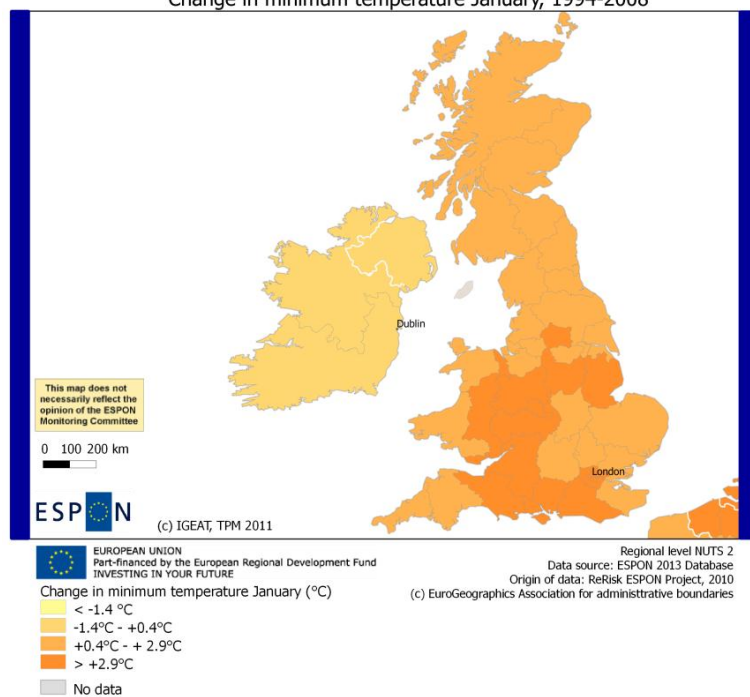 Change in minimum temperature January, 1994-2008
Dublin
London
This map does not
necessarily reflect the
opinion of the ESPON
Monitoring Committee
0 100 200 km
ESPON
(c) IGEAT, TPM 2011
EUROPEAN UNION
Part-financed by the European Regional Development Fund
INVESTING IN YOUR FUTURE
Regional level NUTS 2
Data source: ESPON 2013 Database
Origin of data: ReRisk ESPON Project, 2010
(c) EuroGeographics Association for administrative boundaries
Change in minimum temperature January (°C)
< -1.4 °C
-1.4°C - +0.4°C
+0.4°C - + 2.9°C
> +2.9°C
No data